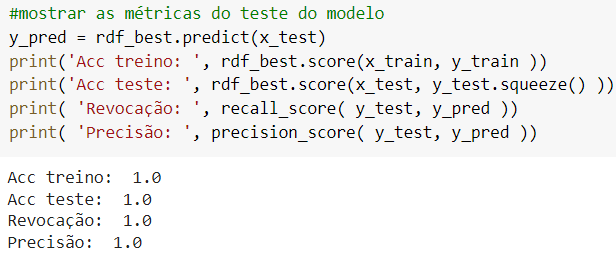 #mostrar as métricas do teste do modelo
y_pred = rdf_best.predict(x_test)
print('Acc treino: ', rdf_best.score(x_train, y_train ))
print('Acc teste: ', rdf_best.score(x_test, y_test.squeeze() ))
print( 'Revocação: ', recall_score( y_test, y_pred ))
print( 'Precisão: ', precision_score( y_test, y_pred ))
Acc treino:  1.0
Acc teste:  1.0
Revocação:  1.0
Precisão:  1.0